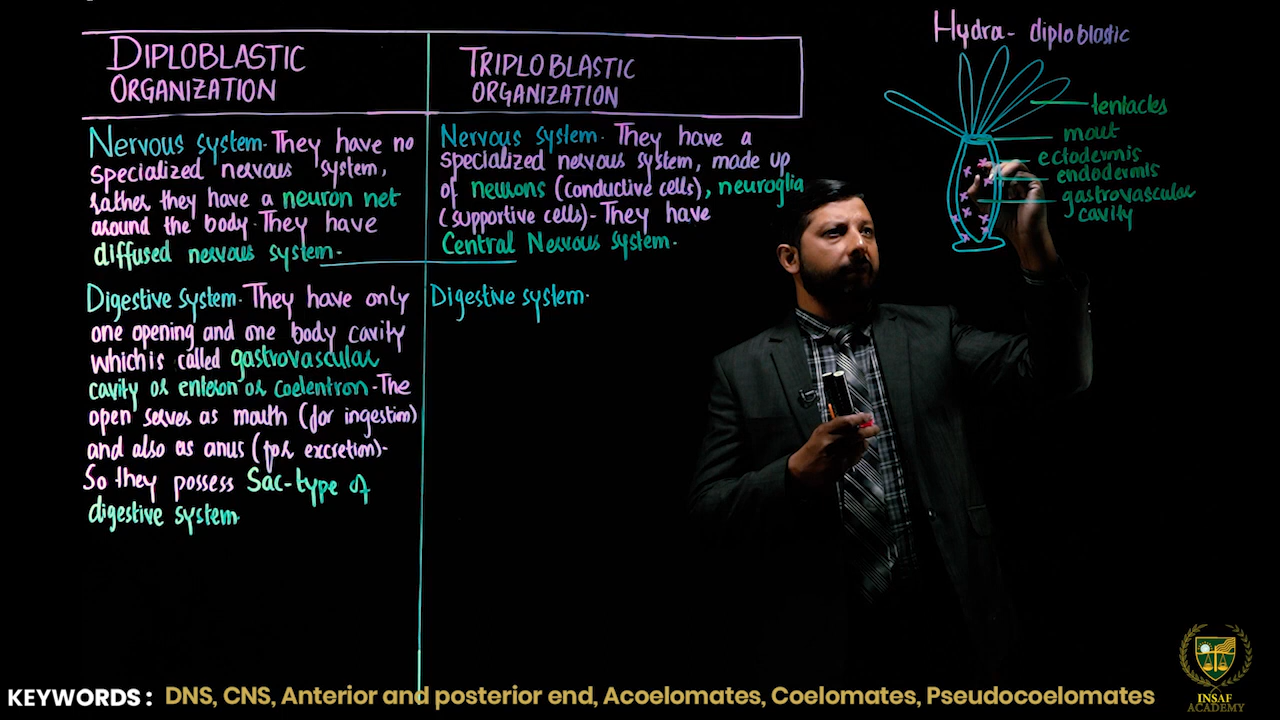 DIPLOBLASTIC
ORGANIZATION
Nervous system. They have no
specialized nervous system,
rather they have a neuron net
around the body. They have
diffused nervous system.
Digestive system. They have only
one opening and one body cavity
which is called gastrovascular
cavity or enteron or coelentron. The
open serves as mouth (for ingestion)
and also as anus (for excretion).
So they possess Sac-type of
digestive system
TRIPLOBLASTIC
ORGANIZATION
Nervous system. They have a
specialized nervous system, made up
of neurons (conductive cells), neuroglia
(supportive cells). They have
Central Nervous System.
Digestive system.
Hydra - diploblastic
tentacles
mout
ectodermis
endodermis
gastrovascular
cavity
KEYWORDS : DNS, CNS, Anterior and posterior end, Acoelomates, Coelomates, Pseudocoelomates
INSAF
ACADEMY